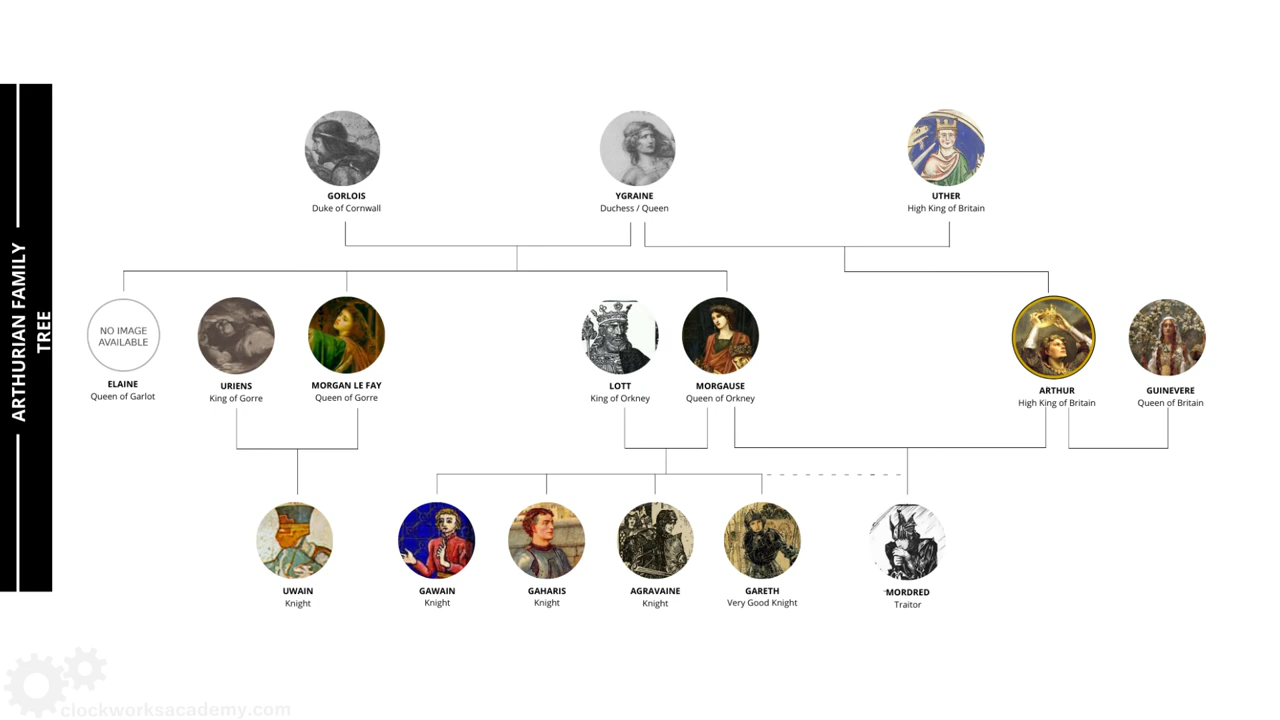 ARTHURIAN FAMILY
TREE
GORLOIS
Duke of Cornwall
YGRAINE
Duchess / Queen
UTHER
High King of Britain
NO IMAGE
AVAILABLE
ELAINE
Queen of Garlot
URIENS
King of Gorre
MORGAN LE FAY
Queen of Gorre
LOTT
King of Orkney
MORGAUSE
Queen of Orkney
ARTHUR
High King of Britain
GUINEVERE
Queen of Britain
UWAIN
Knight
GAWAIN
Knight
GAHARIS
Knight
AGRAVAINE
Knight
GARETH
Very Good Knight
MORDRED
Traitor
clockworksacademy.com